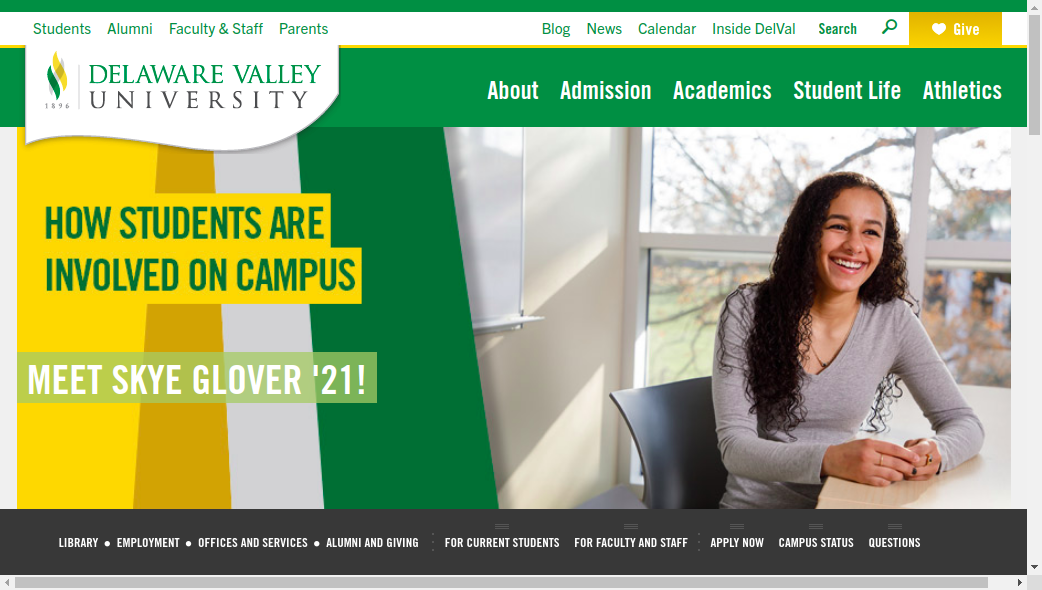 Students Alumni Faculty & Staff Parents Blog News Calendar Inside DelVal Search Give
1896
DELAWARE VALLEY
UNIVERSITY
About Admission Academics Student Life Athletics
HOW STUDENTS ARE
INVOLVED ON CAMPUS
MEET SKYE GLOVER '21!
LIBRARY ● EMPLOYMENT ● OFFICES AND SERVICES ● ALUMNI AND GIVING FOR CURRENT STUDENTS FOR FACULTY AND STAFF APPLY NOW CAMPUS STATUS QUESTIONS